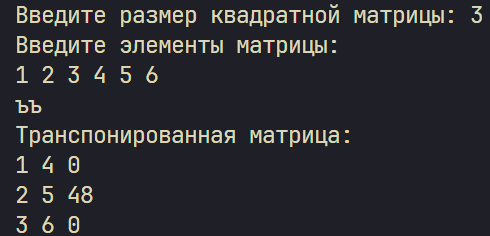 Введите размер квадратной матрицы: 3
Введите элементы матрицы:
1 2 3 4 5 6
ъъ
Транспонированная матрица:
1 4 0
2 5 48
3 6 0